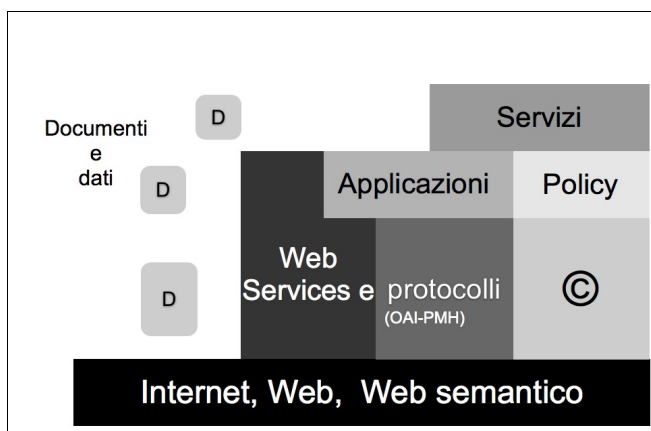 D
Servizi
Documenti
e
dati
D
Applicazioni
Policy
Web
Services e
protocolli
(OAI-PMH)
©
D
Internet, Web, Web semantico